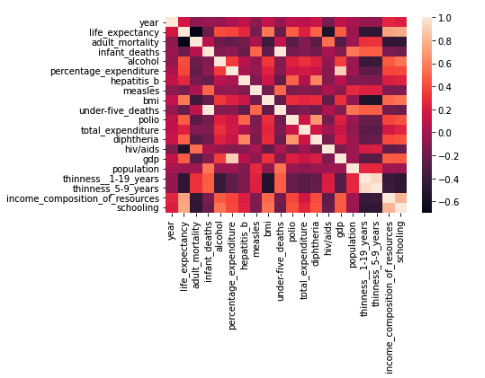 year
life_expectancy
adult_mortality
infant_deaths
alcohol
percentage_expenditure
hepatitis_b
measles
bmi
under-five_deaths
polio
total_expenditure
diphtheria
hiv/aids
gdp
population
thinness__1-19_years
thinness_5-9_years
income_composition_of_resources
schooling
year
life_expectancy
adult_mortality
infant_deaths
alcohol
percentage_expenditure
hepatitis_b
measles
bmi
under-five_deaths
polio
total_expenditure
diphtheria
hiv/aids
gdp
population
thinness__1-19_years
thinness_5-9_years
income_composition_of_resources
schooling
1.0
0.8
0.6
0.4
0.2
0.0
−0.2
−0.4
−0.6